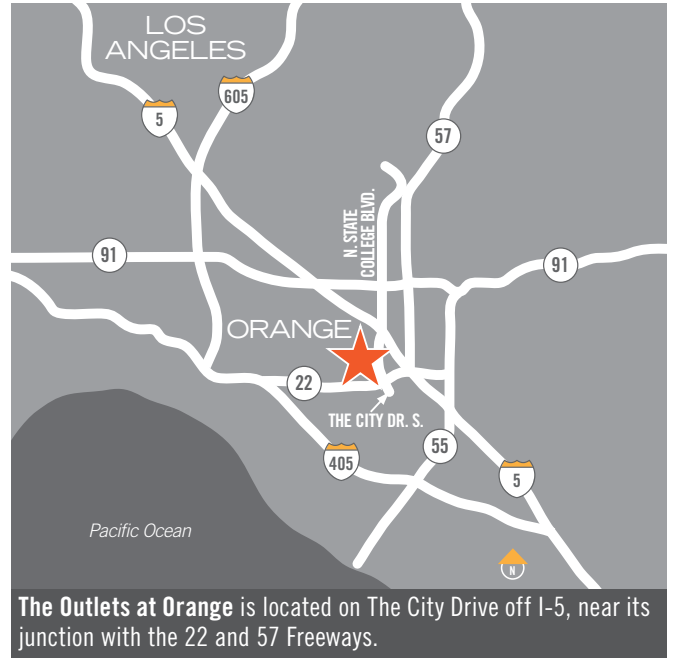 LOS
ANGELES
605
5
57
N. STATE
COLLEGE BLVD.
91
91
ORANGE
22
THE CITY DR. S.
55
405
5
Pacific Ocean
N
The Outlets at Orange is located on The City Drive off I-5, near its
junction with the 22 and 57 Freeways.